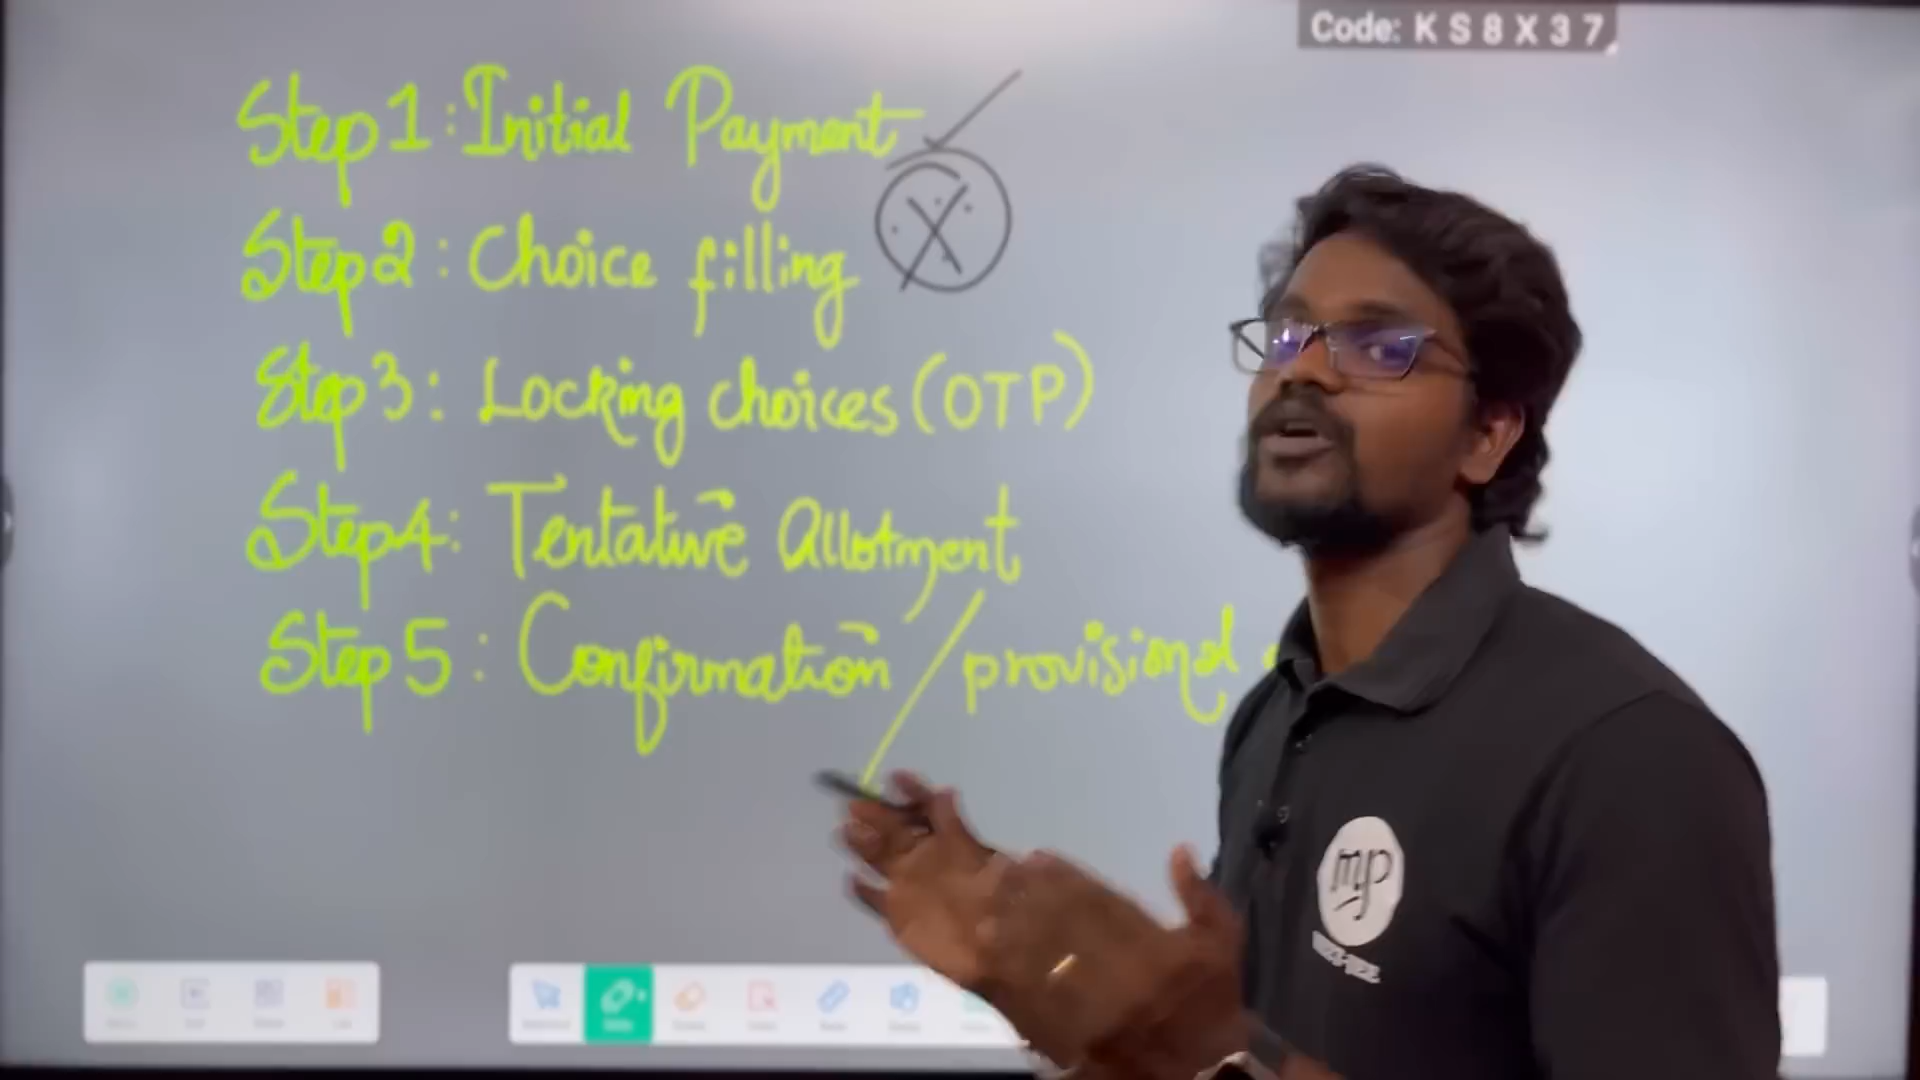 Code: K S 8 X 3 7
Step 1: Initial Payment
Step 2: Choice filling
Step 3: Locking choices (OTP)
Step 4: Tentative Allotment
Step 5: Confirmation / provisional
mp